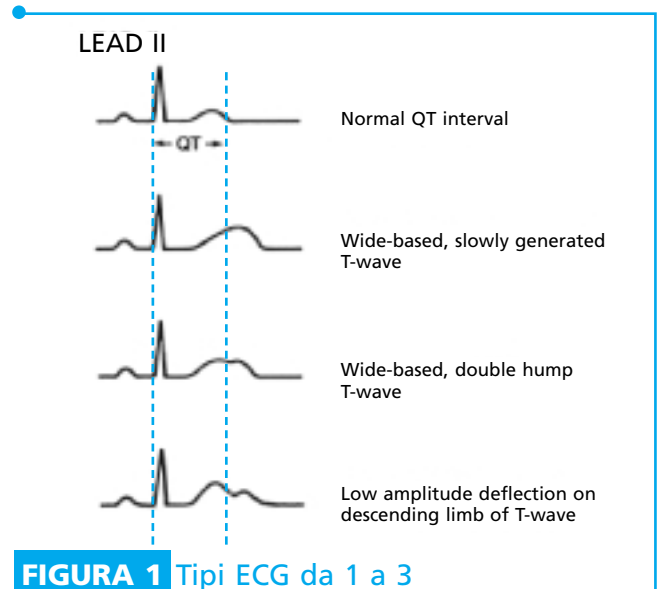 LEAD II
Normal QT interval
QT
Wide-based, slowly generated
T-wave
Wide-based, double hump
T-wave
Low amplitude deflection on
descending limb of T-wave
FIGURA 1 Tipi ECG da 1 a 3